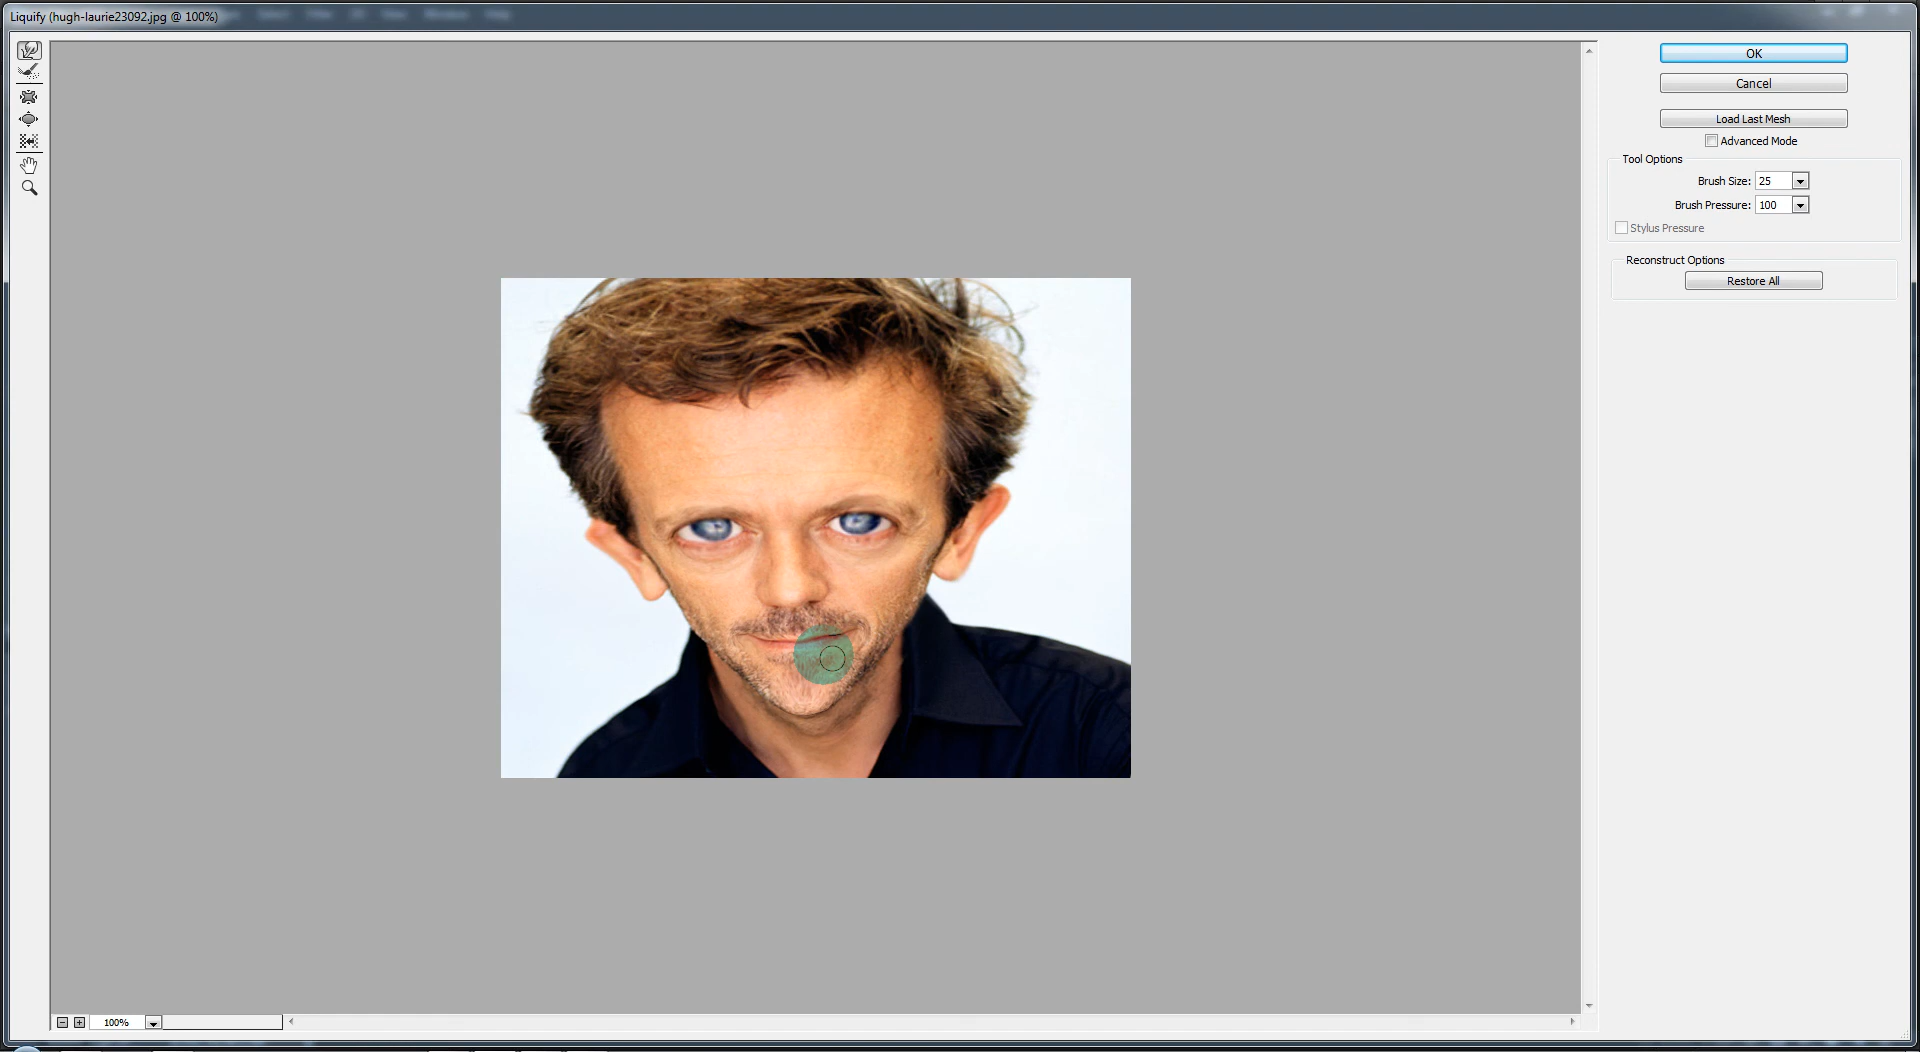 Liquify (hugh-laurie23092.jpg @ 100%)
OK
Cancel
Load Last Mesh
Advanced Mode
Tool Options
Brush Size: 25
Brush Pressure: 100
Stylus Pressure
Reconstruct Options
Restore All
100%